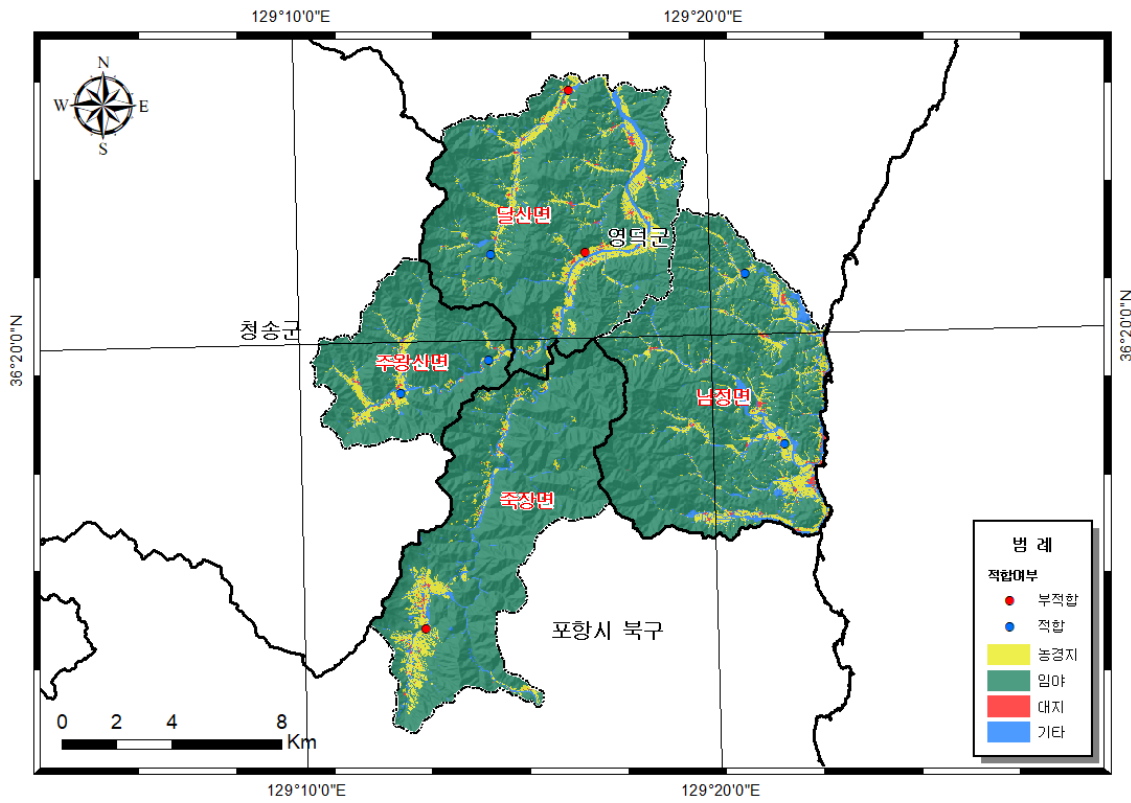 129°10'0"E
129°20'0"E
N
W
E
S
달산면
영덕군
청송군
36°20'0"N
36°20'0"N
주왕산면
남정면
죽장면
포항시 북구
범 례
적합여부
부적합
적합
농경지
임야
대지
기타
0 2 4 8
Km
129°10'0"E
129°20'0"E